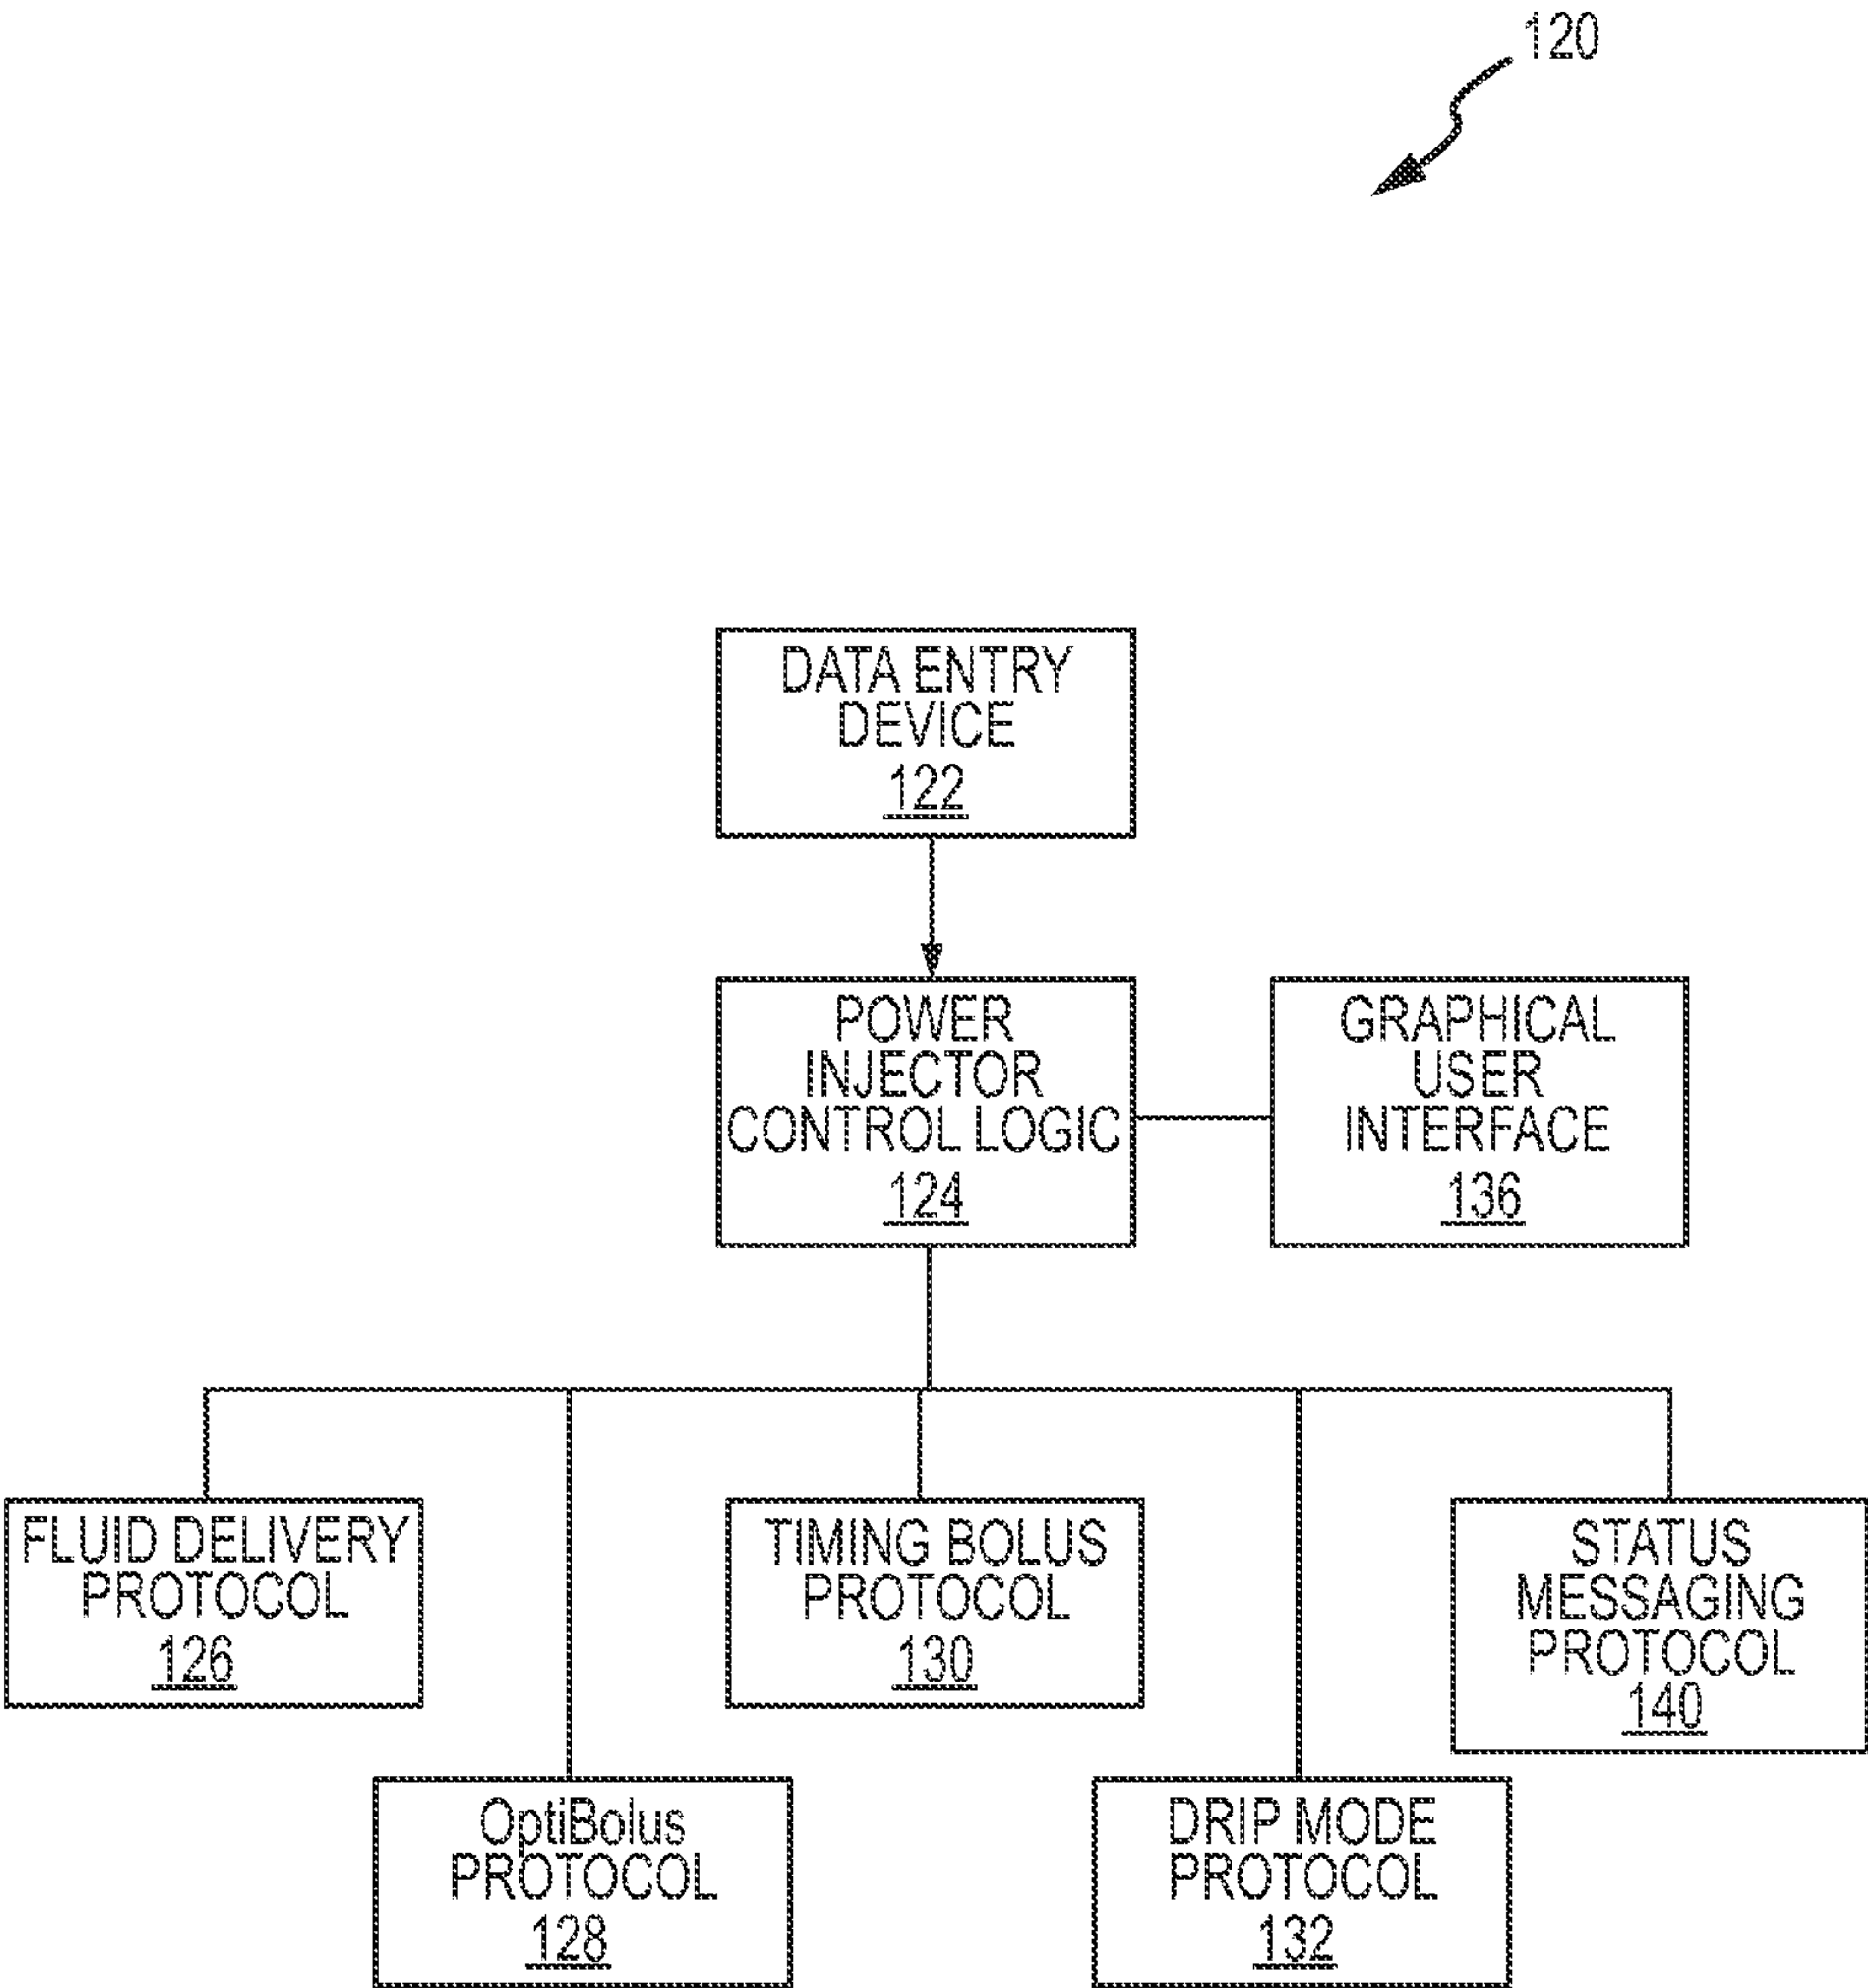 120
DATA ENTRY
DEVICE
122
POWER
INJECTOR
CONTROL LOGIC
124
GRAPHICAL
USER
INTERFACE
136
FLUID DELIVERY
PROTOCOL
126
TIMING BOLUS
PROTOCOL
130
STATUS
MESSAGING
PROTOCOL
140
OptiBolus
PROTOCOL
128
DRIP MODE
PROTOCOL
132